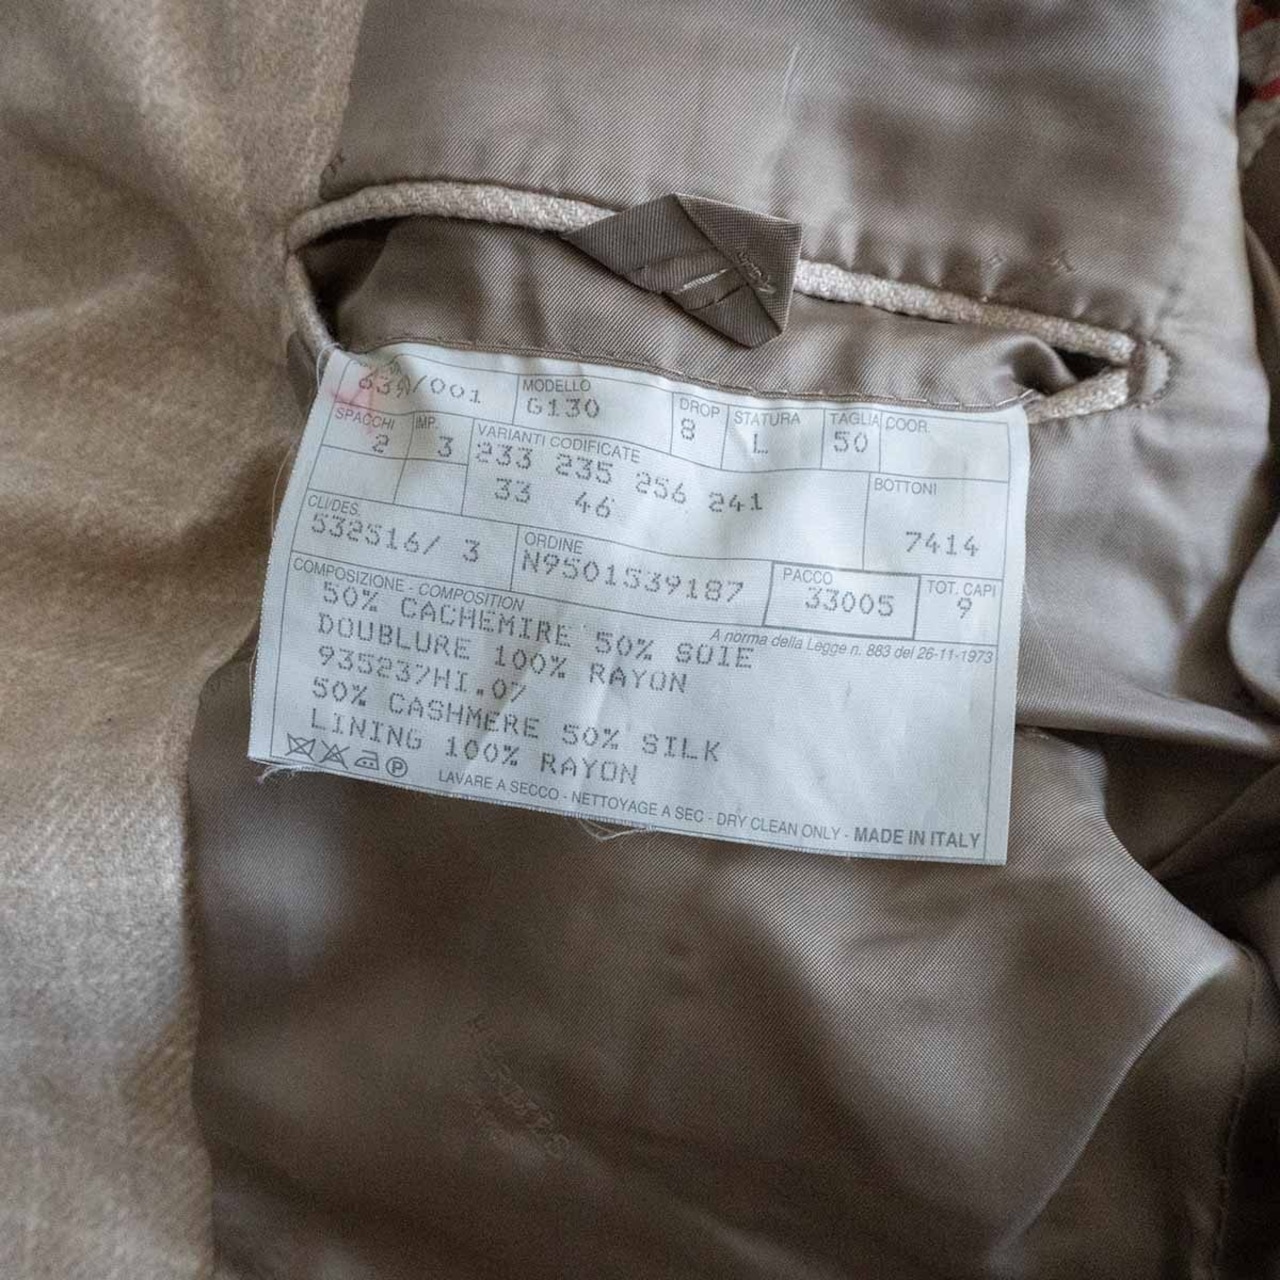 639/001 MODELLO G130 DROP 8 STATURA L TAGLIA 50 COOR.
SPACCHI 2 IMP. 3 VARIANTI CODIFICATE
233 235 256 241
33 46
BOTTONI 7414
CLI/DES. 532516/ 3 ORDINE N9501539187 PACCO 33005 TOT. CAPI 9
COMPOSIZIONE - COMPOSITION
A norma della Legge n. 883 del 26-11-1973
50% CACHEMIRE 50% SOIE
DOUBLURE 100% RAYON
935237HI.07
50% CASHMERE 50% SILK
LINING 100% RAYON
P LAVARE A SECCO - NETTOYAGE A SEC - DRY CLEAN ONLY - MADE IN ITALY